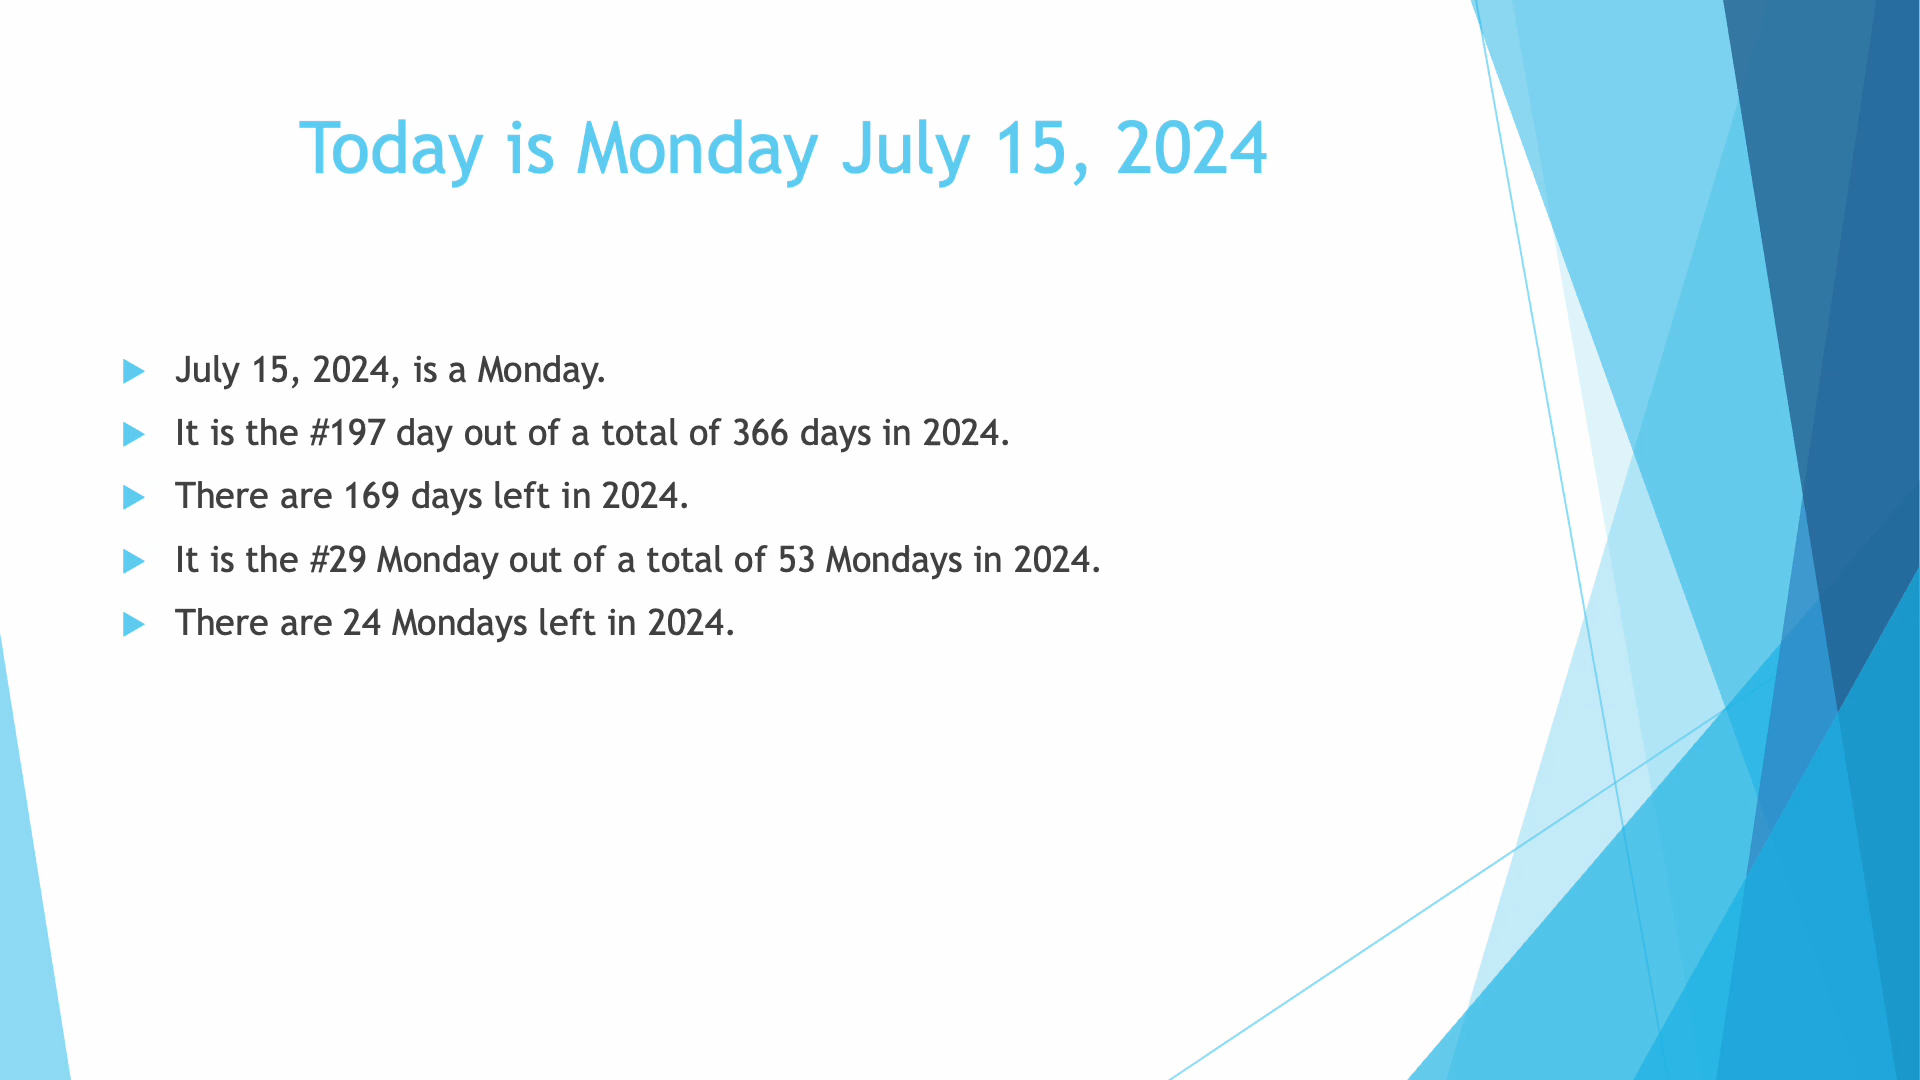 Today is Monday July 15, 2024
July 15, 2024, is a Monday.
It is the #197 day out of a total of 366 days in 2024.
There are 169 days left in 2024.
It is the #29 Monday out of a total of 53 Mondays in 2024.
There are 24 Mondays left in 2024.